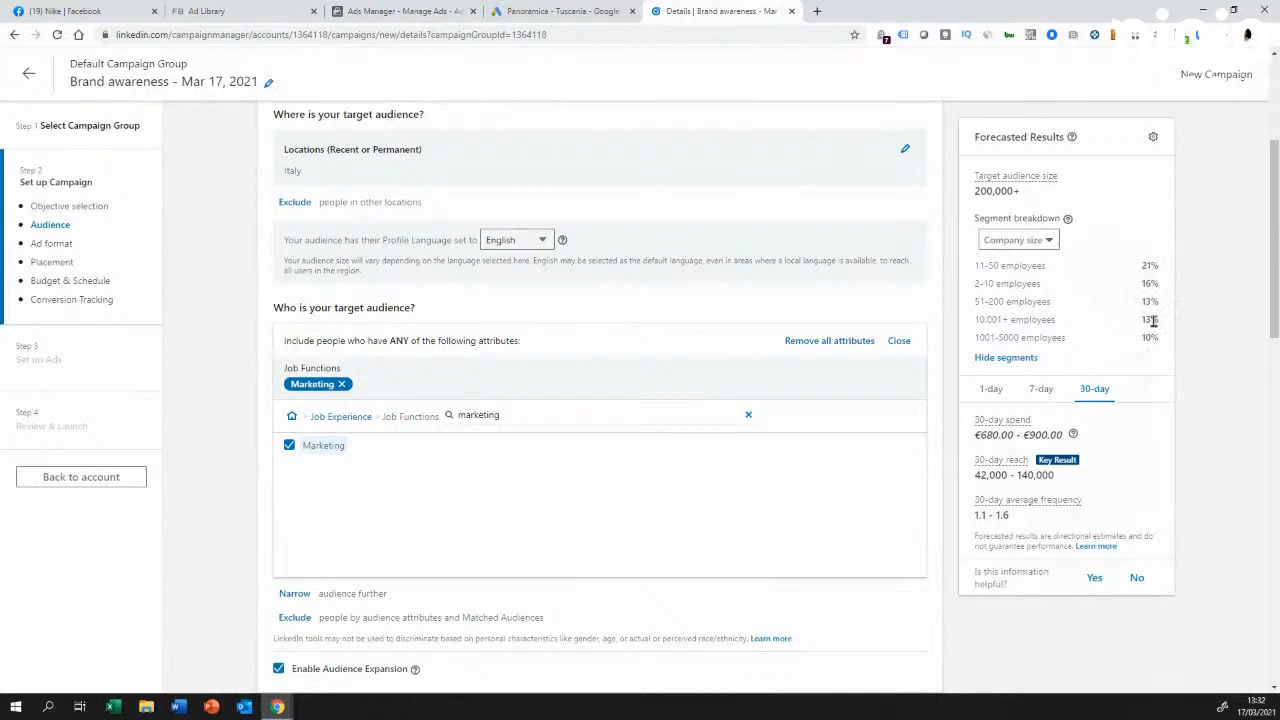 (19) Nike | Facebook
Ad Library
Ads Manager - Manage Ads - Ac
Panoramica - Tuscania - Google
Details | Brand awareness - Mar
linkedin.com/campaignmanager/accounts/1364118/campaigns/new/details?campaignGroupId=1364118
Default Campaign Group
Brand awareness - Mar 17, 2021
New Campaign
Step 1 Select Campaign Group
Step 2
Set up Campaign
Objective selection
Audience
Ad format
Placement
Budget & Schedule
Conversion Tracking
Step 3
Set up Ads
Step 4
Review & Launch
Back to account
Where is your target audience?
Locations (Recent or Permanent)
Italy
Exclude people in other locations
Your audience has their Profile Language set to English
Your audience size will vary depending on the language selected here. English may be selected as the default language, even in areas where a local language is available, to reach
all users in the region.
Who is your target audience?
Include people who have ANY of the following attributes:
Remove all attributes Close
Job Functions
Marketing
Job Experience Job Functions marketing
Marketing
Narrow audience further
Exclude people by audience attributes and Matched Audiences
LinkedIn tools may not be used to discriminate based on personal characteristics like gender, age, or actual or perceived race/ethnicity. Learn more
Enable Audience Expansion
Forecasted Results
Target audience size
200,000+
Segment breakdown
Company size
11-50 employees 21%
2-10 employees 16%
51-200 employees 13%
10,001+ employees 13%
1001-5000 employees 10%
Hide segments
1-day 7-day 30-day
30-day spend
€680.00 - €900.00
30-day reach Key Result
42,000 - 140,000
30-day average frequency
1.1 - 1.6
Forecasted results are directional estimates and do
not guarantee performance. Learn more
Is this information
helpful?
Yes No
13:32
17/03/2021